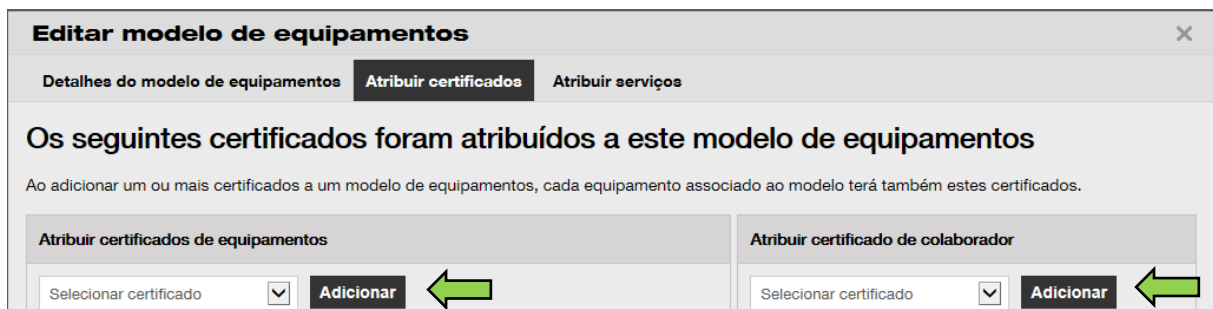 Editar modelo de equipamentos
Detalhes do modelo de equipamentos Atribuir certificados Atribuir serviços
Os seguintes certificados foram atribuídos a este modelo de equipamentos
Ao adicionar um ou mais certificados a um modelo de equipamentos, cada equipamento associado ao modelo terá também estes certificados.
Atribuir certificados de equipamentos
Selecionar certificado Adicionar
Atribuir certificado de colaborador
Selecionar certificado Adicionar